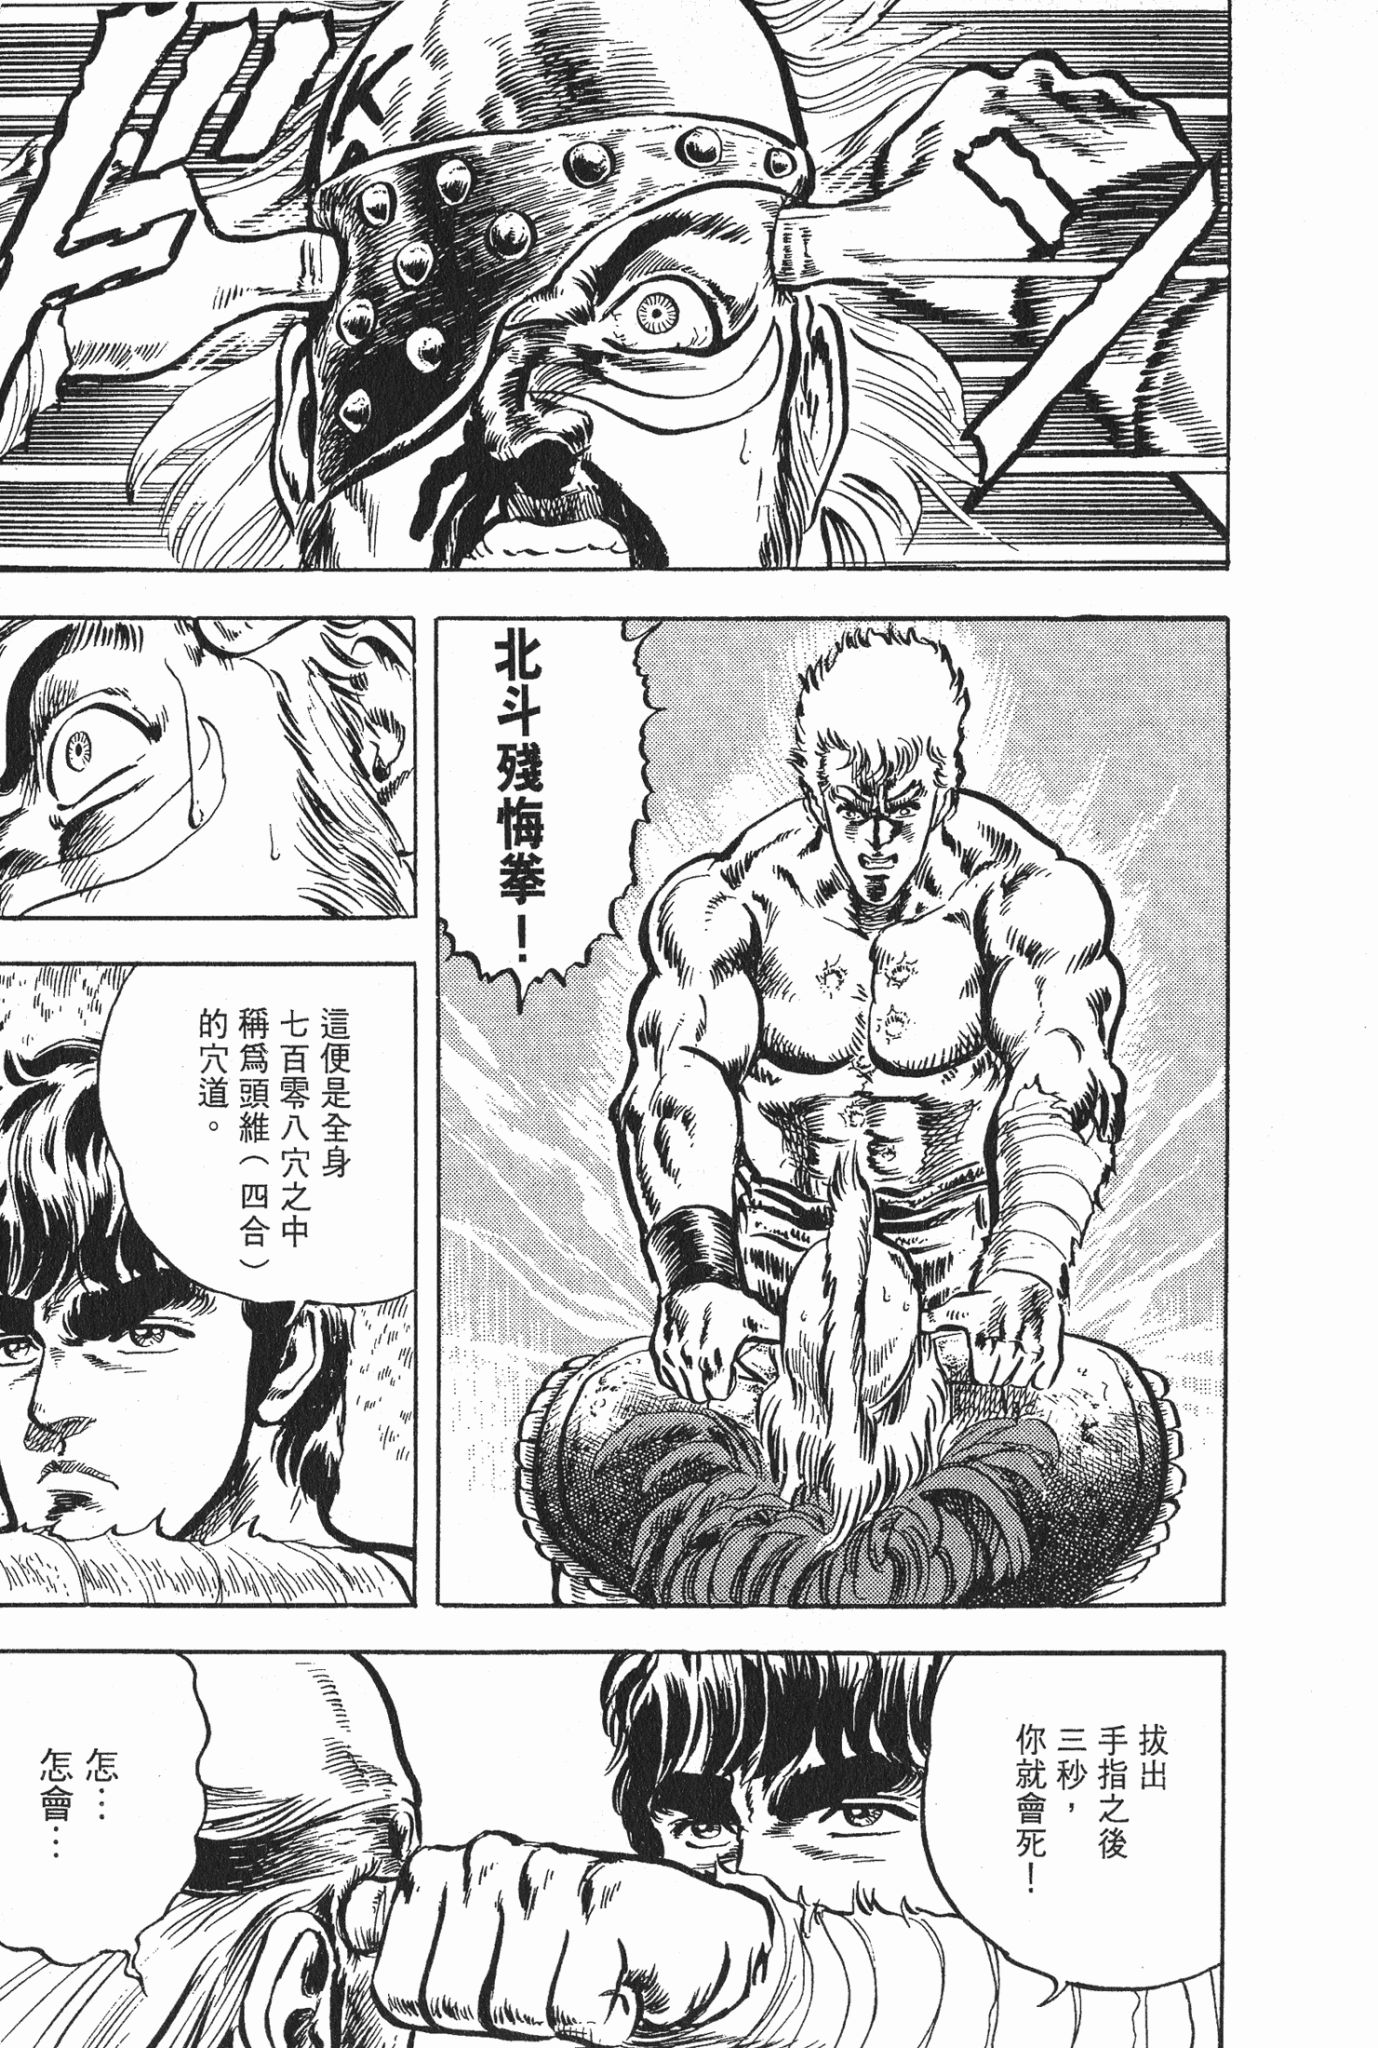 北斗殘悔拳！
這便是全身
七百零八穴之中
稱爲頭維（四合）
的穴道。
拔出
手指之後
三秒，
你就會死！
怎…
怎會…